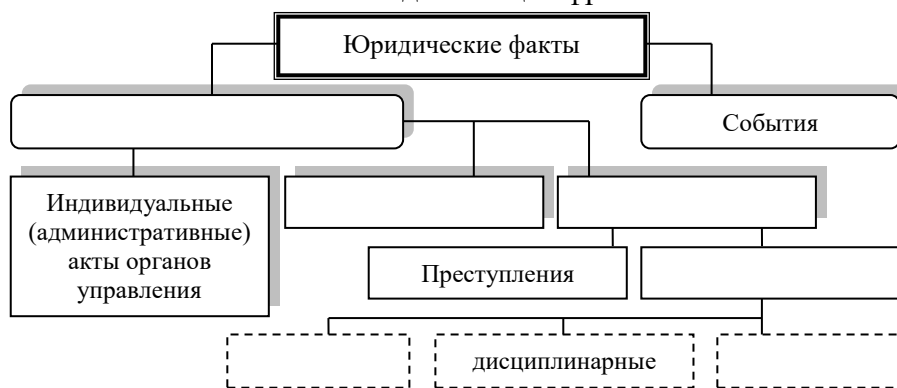 Юридические факты
События
Индивидуальные
(административные)
акты органов
управления
Преступления
дисциплинарные